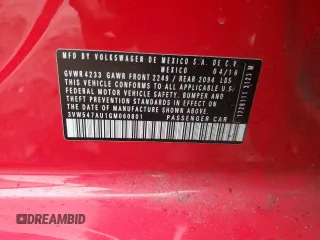 MFD. BY VOLKSWAGEN DE MEXICO S.A. DE C.V.
MEXICO 04/16
GVWR 4233 GAWR FRONT 2249 / REAR 2094 LBS
THIS VEHICLE CONFORMS TO ALL APPLICABLE U.S.
FEDERAL MOTOR VEHICLE SAFETY, BUMPER AND
THEFT PREVENTION STANDARDS IN EFFECT ON THE
DATE OF MANUFACTURE SHOWN ABOVE.
3VW547AU1GM060801 PASSENGER CAR
DREAMBID